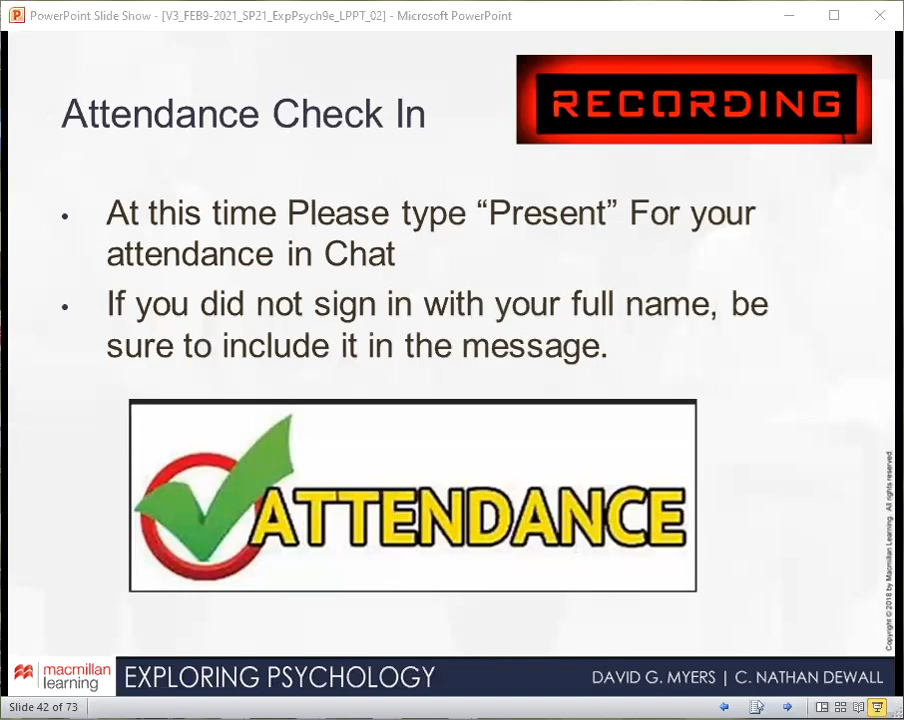 PowerPoint Slide Show - [V3_FEB9-2021_SP21_ExpPsych9e_LPPT_02] - Microsoft PowerPoint
Attendance Check In
RECORDING
• At this time Please type “Present” For your
attendance in Chat
• If you did not sign in with your full name, be
sure to include it in the message.
ATTENDANCE
Copyright © 2018 by Macmillan Learning. All rights reserved.
macmillan
learning
EXPLORING PSYCHOLOGY
DAVID G. MYERS | C. NATHAN DEWALL
Slide 42 of 73